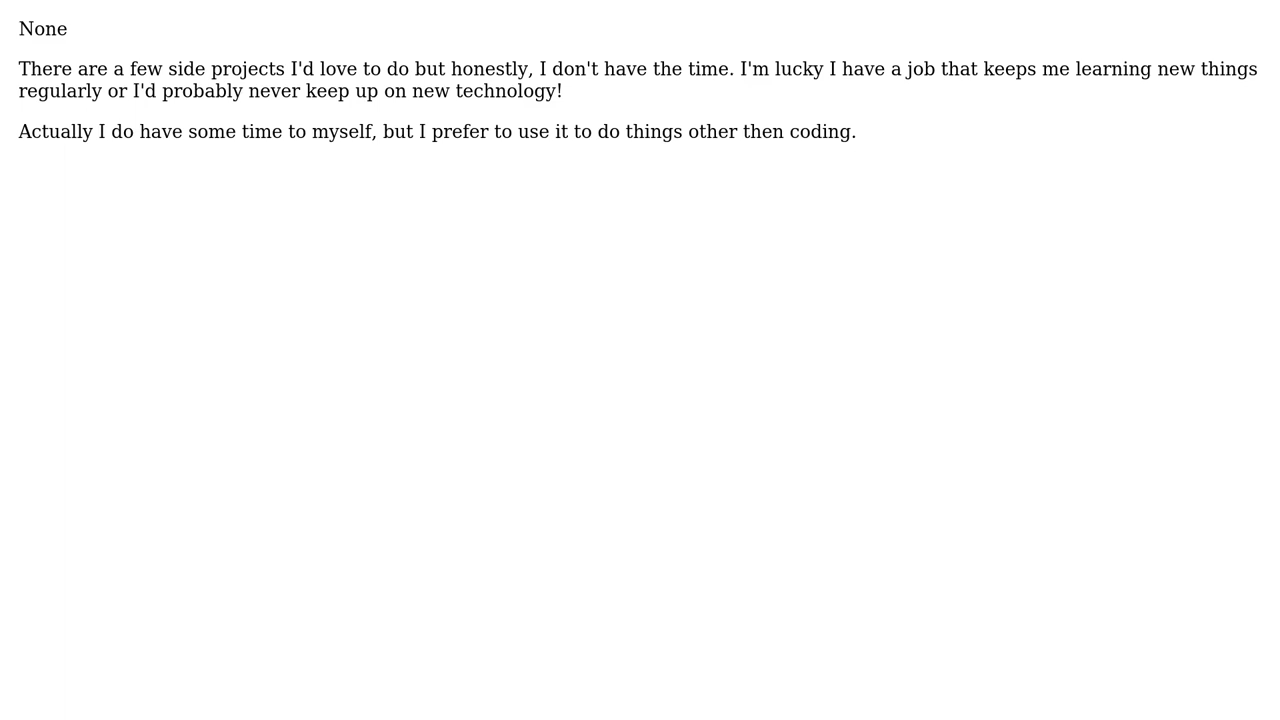 None
There are a few side projects I'd love to do but honestly, I don't have the time. I'm lucky I have a job that keeps me learning new things
regularly or I'd probably never keep up on new technology!
Actually I do have some time to myself, but I prefer to use it to do things other then coding.